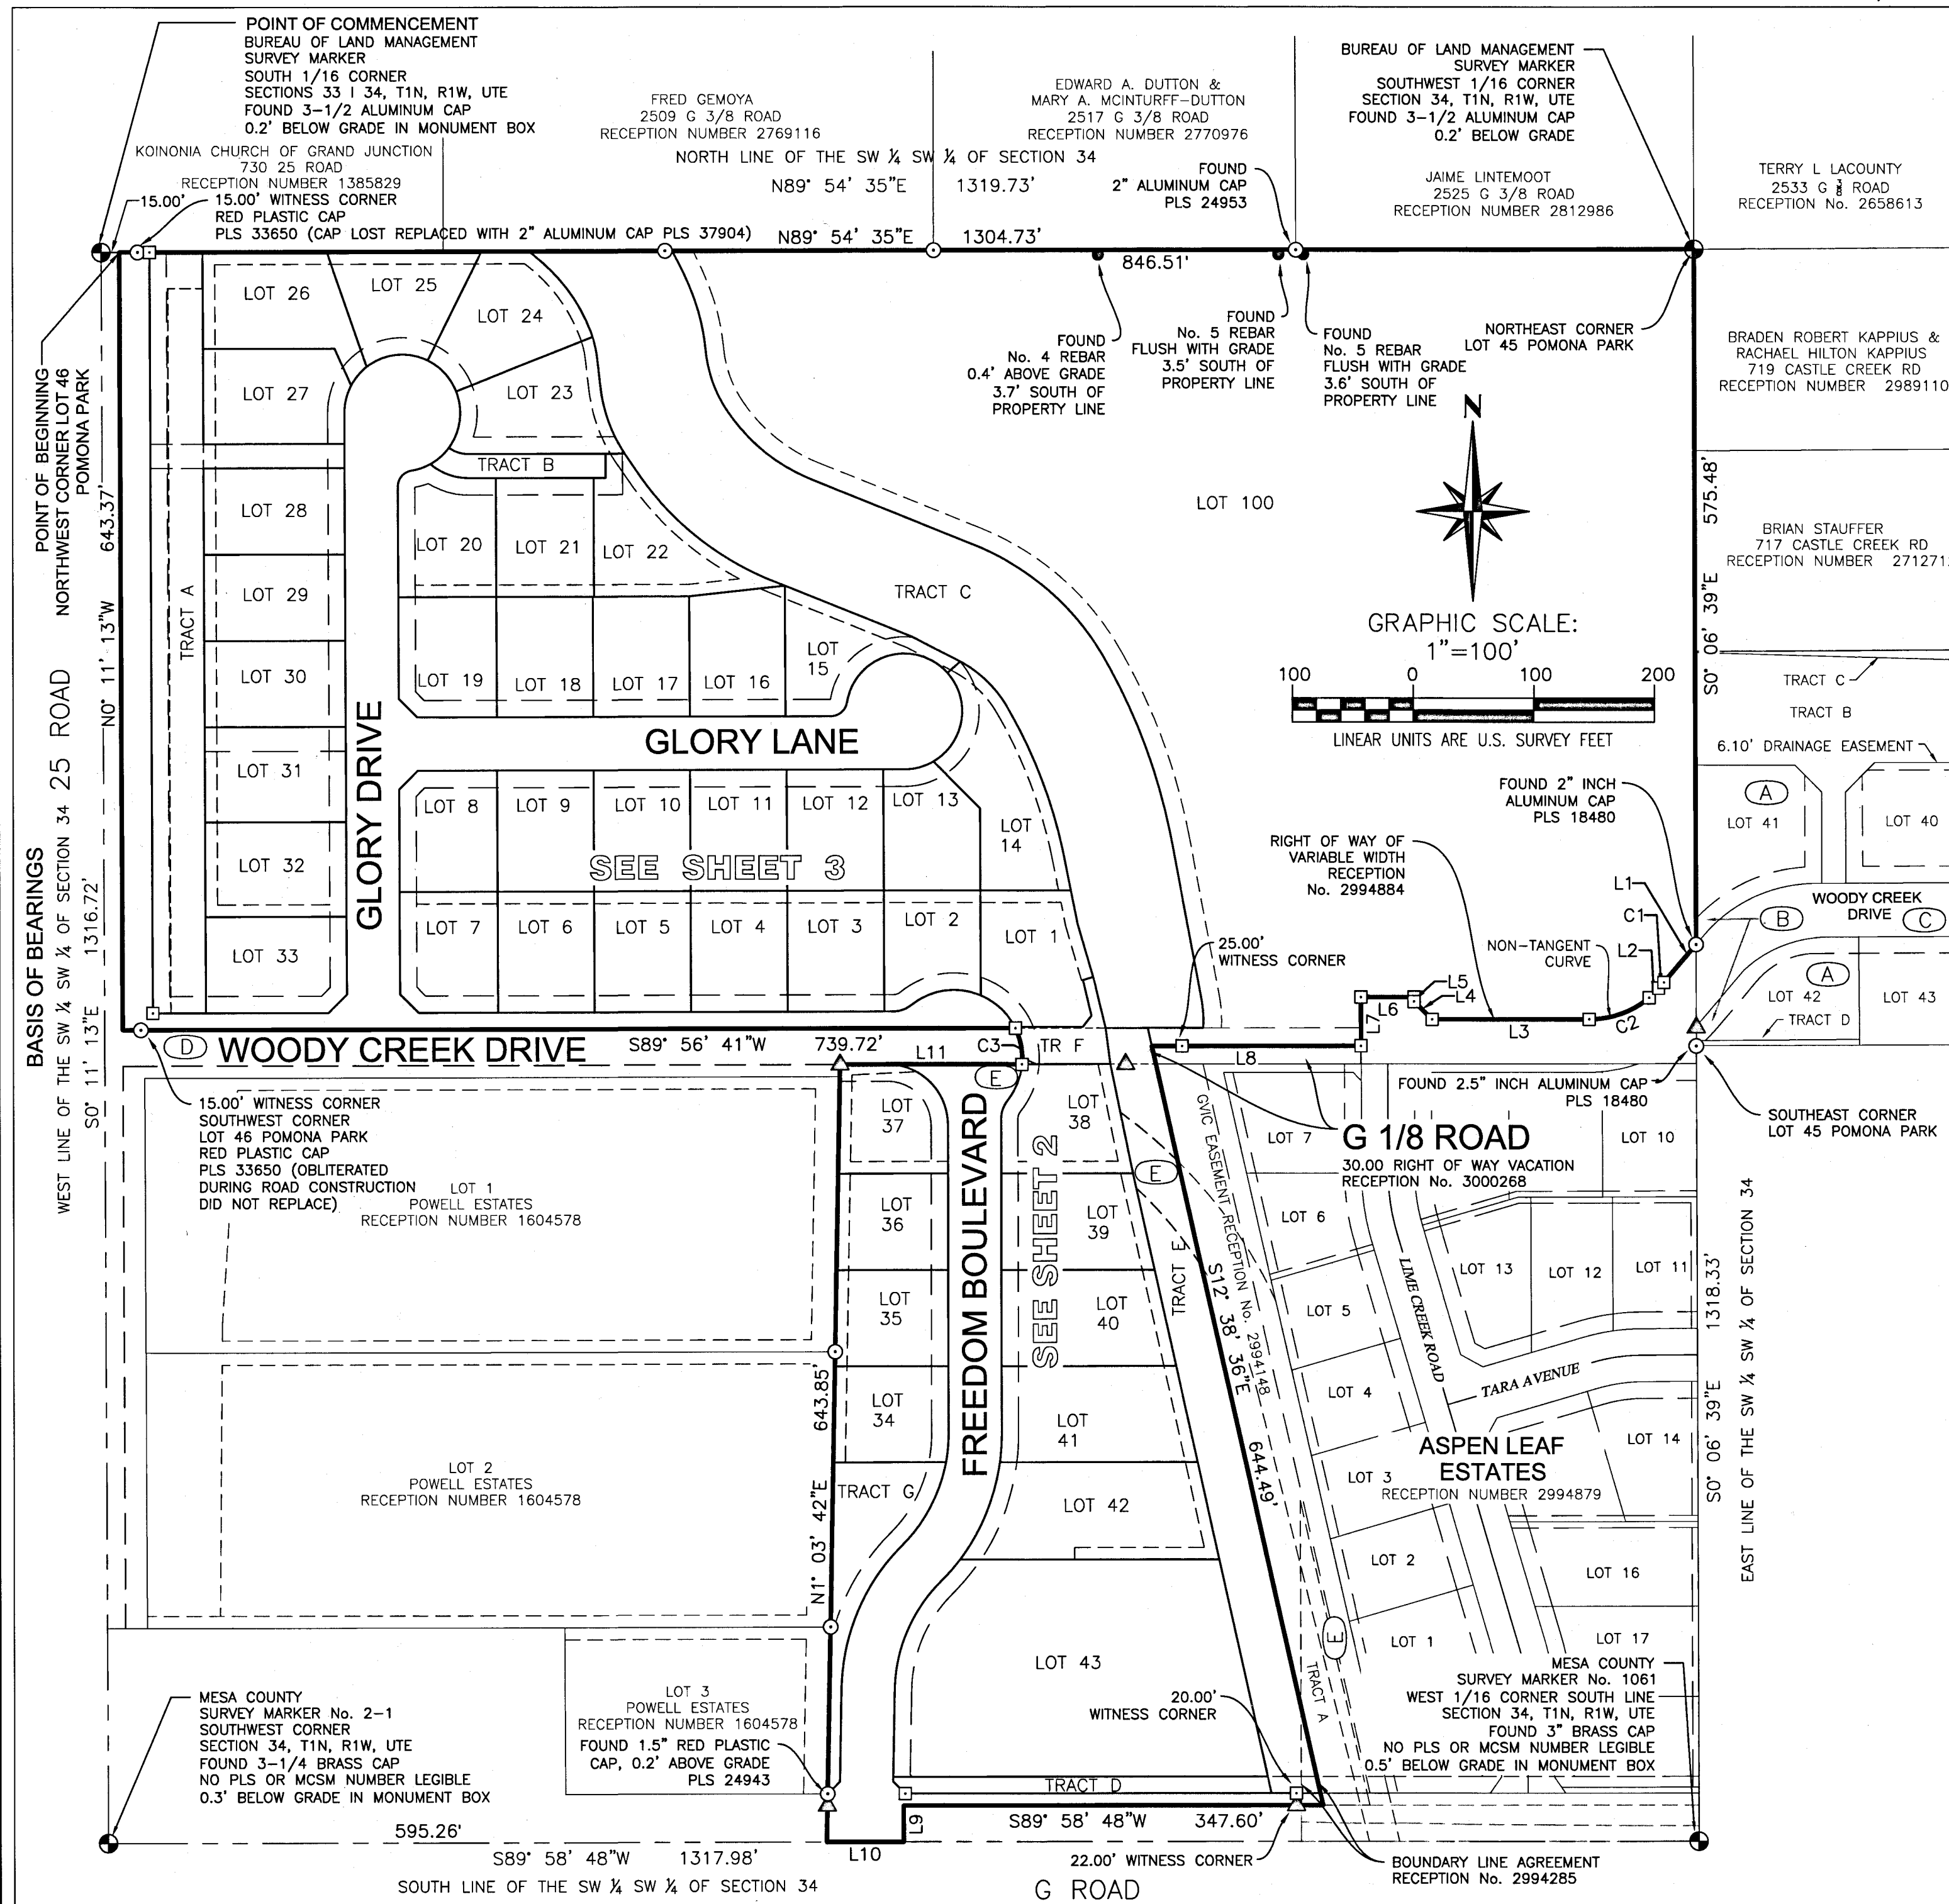 POINT OF COMMENCEMENT
BUREAU OF LAND MANAGEMENT
SURVEY MARKER
SOUTH 1/16 CORNER
SECTIONS 33 I 34, T1N, R1W, UTE
FOUND 3-1/2 ALUMINUM CAP
0.2' BELOW GRADE IN MONUMENT BOX
KOINONIA CHURCH OF GRAND JUNCTION
730 25 ROAD
RECEPTION NUMBER 1385829
15.00'
15.00' WITNESS CORNER
RED PLASTIC CAP
PLS 33650 (CAP LOST REPLACED WITH 2" ALUMINUM CAP PLS 37904)
FRED GEMOYA
2509 G 3/8 ROAD
RECEPTION NUMBER 2769116
EDWARD A. DUTTON &
MARY A. MCINTURFF-DUTTON
2517 G 3/8 ROAD
RECEPTION NUMBER 2770976
NORTH LINE OF THE SW ¼ SW ¼ OF SECTION 34
N89° 54' 35"E 1319.73'
FOUND
2" ALUMINUM CAP
PLS 24953
BUREAU OF LAND MANAGEMENT
SURVEY MARKER
SOUTHWEST 1/16 CORNER
SECTION 34, T1N, R1W, UTE
FOUND 3-1/2 ALUMINUM CAP
0.2' BELOW GRADE
JAIME LINTEMOOT
2525 G 3/8 ROAD
RECEPTION NUMBER 2812986
TERRY L LACOUNTY
2533 G ⅜ ROAD
RECEPTION No. 2658613
N89° 54' 35"E 1304.73'
846.51'
FOUND
No. 4 REBAR
0.4' ABOVE GRADE
3.7' SOUTH OF
PROPERTY LINE
FOUND
No. 5 REBAR
FLUSH WITH GRADE
3.5' SOUTH OF
PROPERTY LINE
FOUND
No. 5 REBAR
FLUSH WITH GRADE
3.6' SOUTH OF
PROPERTY LINE
NORTHEAST CORNER
LOT 45 POMONA PARK
BRADEN ROBERT KAPPIUS &
RACHAEL HILTON KAPPIUS
719 CASTLE CREEK RD
RECEPTION NUMBER 2989110
BRIAN STAUFFER
717 CASTLE CREEK RD
RECEPTION NUMBER 271271
POINT OF BEGINNING
NORTHWEST CORNER LOT 46
POMONA PARK
643.37'
N0° 11' 13"W
25 ROAD
BASIS OF BEARINGS
WEST LINE OF THE SW ¼ SW ¼ OF SECTION 34
S0° 11' 13"E 1316.72'
TRACT A
LOT 26
LOT 25
LOT 24
LOT 27
LOT 23
TRACT B
LOT 28
LOT 20
LOT 21
LOT 22
LOT 29
LOT 30
LOT 19
LOT 18
LOT 17
LOT 16
LOT
15
TRACT C
LOT 100
N
GRAPHIC SCALE:
1"=100'
100 0 100 200
LINEAR UNITS ARE U.S. SURVEY FEET
575.48'
S0° 06' 39"E
TRACT C
TRACT B
6.10' DRAINAGE EASEMENT
GLORY LANE
GLORY DRIVE
LOT 31
LOT 8
LOT 9
LOT 10
LOT 11
LOT 12
LOT 13
LOT
14
SEE SHEET 3
LOT 32
LOT 7
LOT 6
LOT 5
LOT 4
LOT 3
LOT 2
LOT 1
LOT 33
FOUND 2" INCH
ALUMINUM CAP
PLS 18480
RIGHT OF WAY OF
VARIABLE WIDTH
RECEPTION
No. 2994884
A
LOT 41
LOT 40
L1
C1
L2
B
WOODY CREEK
DRIVE
C
NON-TANGENT
CURVE
A
LOT 42
LOT 43
TRACT D
25.00'
WITNESS CORNER
L5
L4
L6
L7
L3
C2
L8
D
WOODY CREEK DRIVE
S89° 56' 41"W 739.72'
L11
C3
TR F
E
15.00' WITNESS CORNER
SOUTHWEST CORNER
LOT 46 POMONA PARK
RED PLASTIC CAP
PLS 33650 (OBLITERATED
DURING ROAD CONSTRUCTION
DID NOT REPLACE)
LOT 1
POWELL ESTATES
RECEPTION NUMBER 1604578
LOT
37
LOT
38
LOT
36
LOT
39
LOT
35
LOT
40
LOT
34
LOT
41
FREEDOM BOULEVARD
SEE SHEET 2
E
TRACT E
GVIC EASEMENT RECEPTION No. 2994148
S12° 38' 36"E
644.49'
FOUND 2.5" INCH ALUMINUM CAP
PLS 18480
SOUTHEAST CORNER
LOT 45 POMONA PARK
LOT 7
G 1/8 ROAD
30.00 RIGHT OF WAY VACATION
RECEPTION No. 3000268
LOT 10
LOT 6
LOT 13
LOT 12
LOT 11
LIME CREEK ROAD
LOT 5
LOT 4
TARA AVENUE
ASPEN LEAF
ESTATES
RECEPTION NUMBER 2994879
LOT 14
LOT 3
LOT 2
LOT 16
LOT 1
LOT 17
E
TRACT A
1318.33'
S0° 06' 39"E
EAST LINE OF THE SW ¼ SW ¼ OF SECTION 34
LOT 2
POWELL ESTATES
RECEPTION NUMBER 1604578
643.85'
N1° 03' 42"E
TRACT G
LOT 42
LOT 43
MESA COUNTY
SURVEY MARKER No. 2-1
SOUTHWEST CORNER
SECTION 34, T1N, R1W, UTE
FOUND 3-1/4 BRASS CAP
NO PLS OR MCSM NUMBER LEGIBLE
0.3' BELOW GRADE IN MONUMENT BOX
LOT 3
POWELL ESTATES
RECEPTION NUMBER 1604578
FOUND 1.5" RED PLASTIC
CAP, 0.2' ABOVE GRADE
PLS 24943
20.00'
WITNESS CORNER
MESA COUNTY
SURVEY MARKER No. 1061
WEST 1/16 CORNER SOUTH LINE
SECTION 34, T1N, R1W, UTE
FOUND 3" BRASS CAP
NO PLS OR MCSM NUMBER LEGIBLE
0.5' BELOW GRADE IN MONUMENT BOX
TRACT D
L9
S89° 58' 48"W 347.60'
595.26'
L10
S89° 58' 48"W 1317.98'
SOUTH LINE OF THE SW ¼ SW ¼ OF SECTION 34
22.00' WITNESS CORNER
G ROAD
BOUNDARY LINE AGREEMENT
RECEPTION No. 2994285